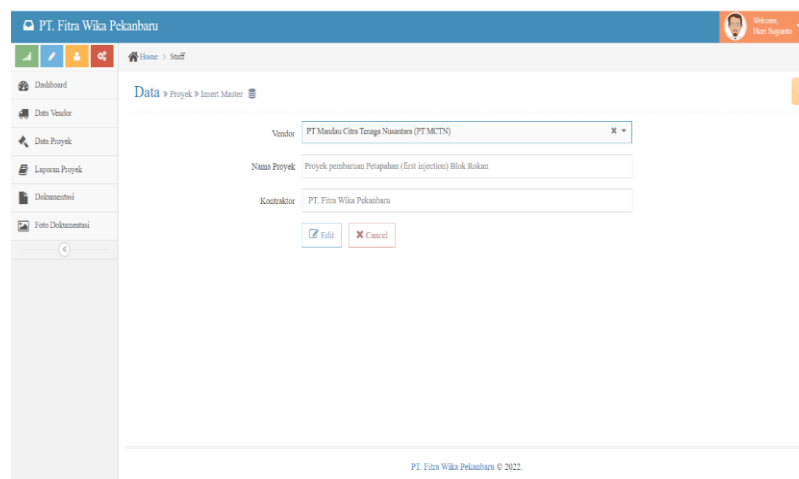 PT. Fitra Wika Pekanbaru
Welcome,
Heri Suyanto
Home > Staff
Dashboard
Data Vendor
Data Proyek
Laporan Proyek
Dokumentasi
Foto Dokumentasi
Data » Proyek » Insert Master
Vendor PT Mandau Citra Tenaga Nusantara (PT MCTN)
Nama Proyek Proyek pembaruan Petapahan (first injection) Blok Rokan
Kontraktor PT. Fitra Wika Pekanbaru
Edit Cancel
PT. Fitra Wika Pekanbaru © 2022.